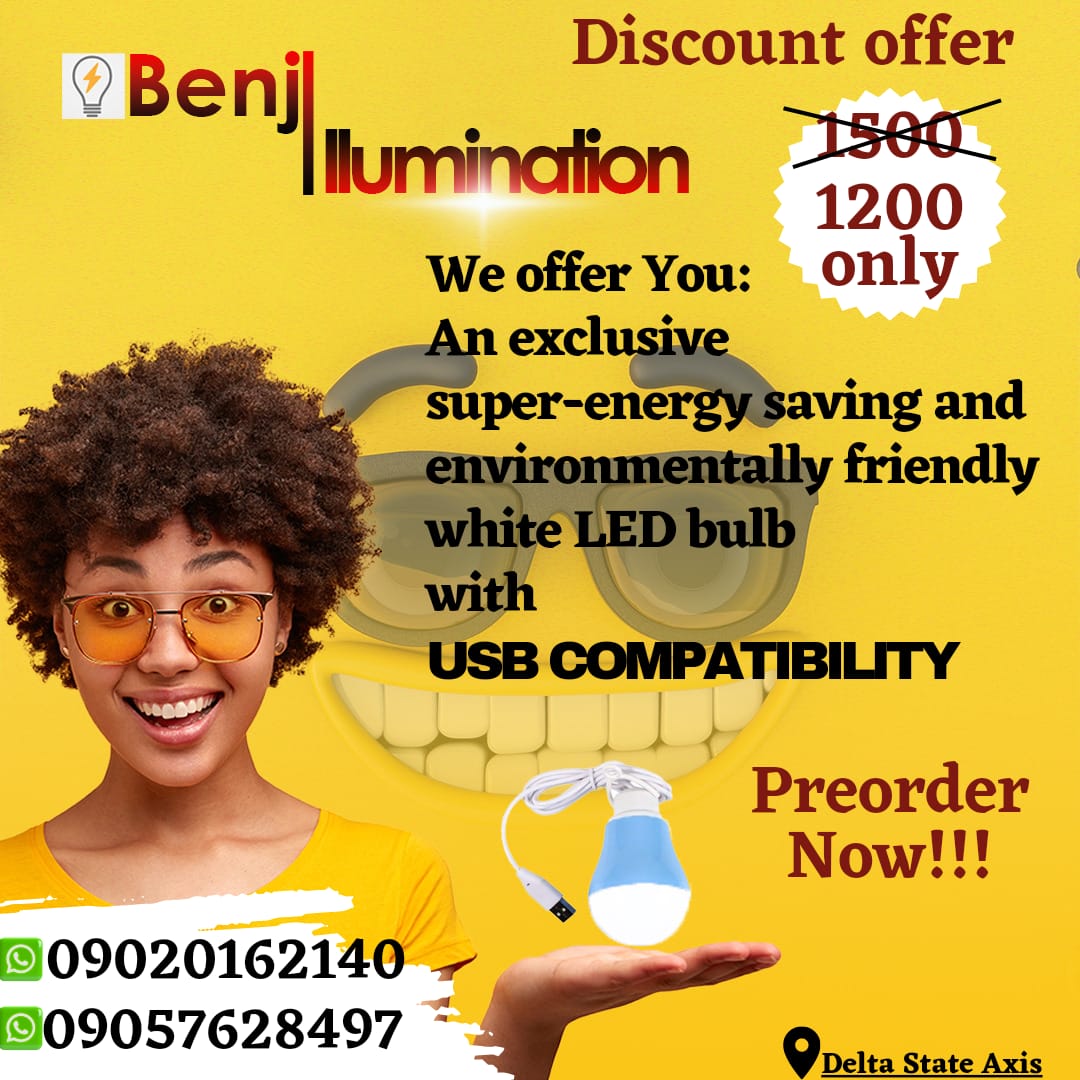 Discount offer
Benj
Illumination
1500
1200
only
We offer You:
An exclusive
super-energy saving and
environmentally friendly
white LED bulb
with
USB COMPATIBILITY
Preorder
Now!!!
09020162140
09057628497
Delta State Axis